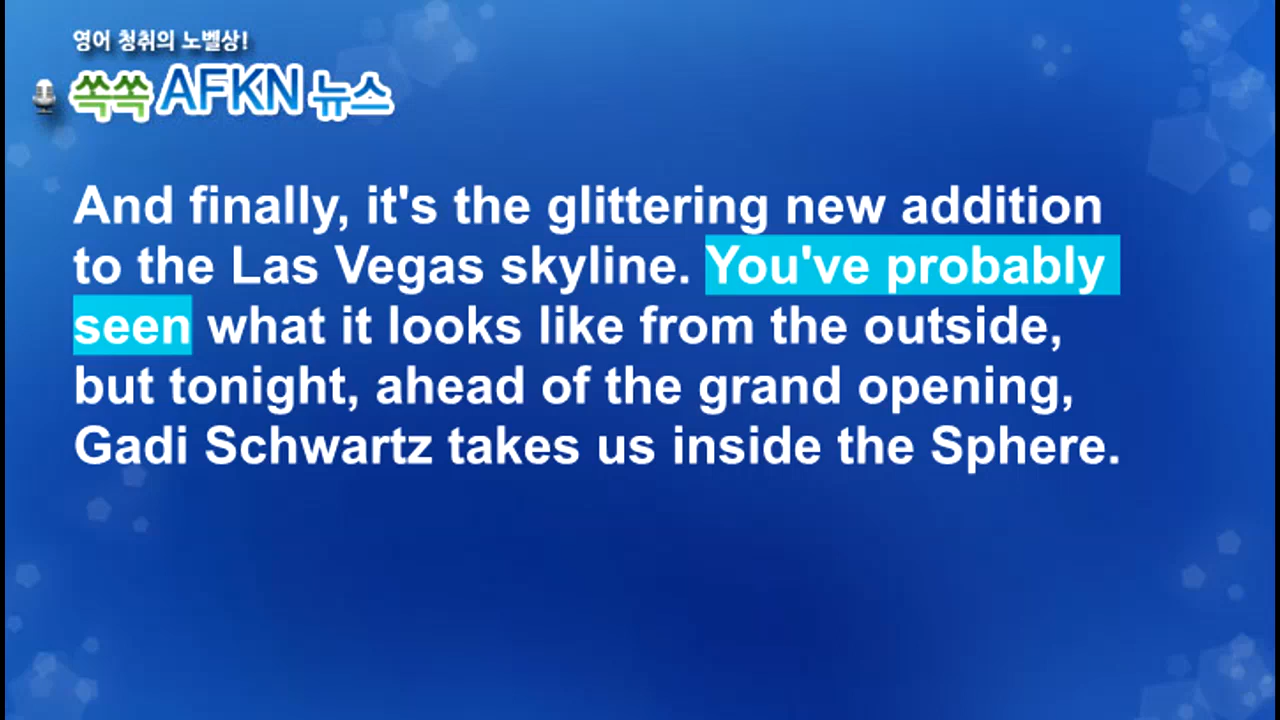 영어 청취의 노벨상!
쏙쏙 AFKN 뉴스
And finally, it's the glittering new addition
to the Las Vegas skyline. You've probably
seen what it looks like from the outside,
but tonight, ahead of the grand opening,
Gadi Schwartz takes us inside the Sphere.